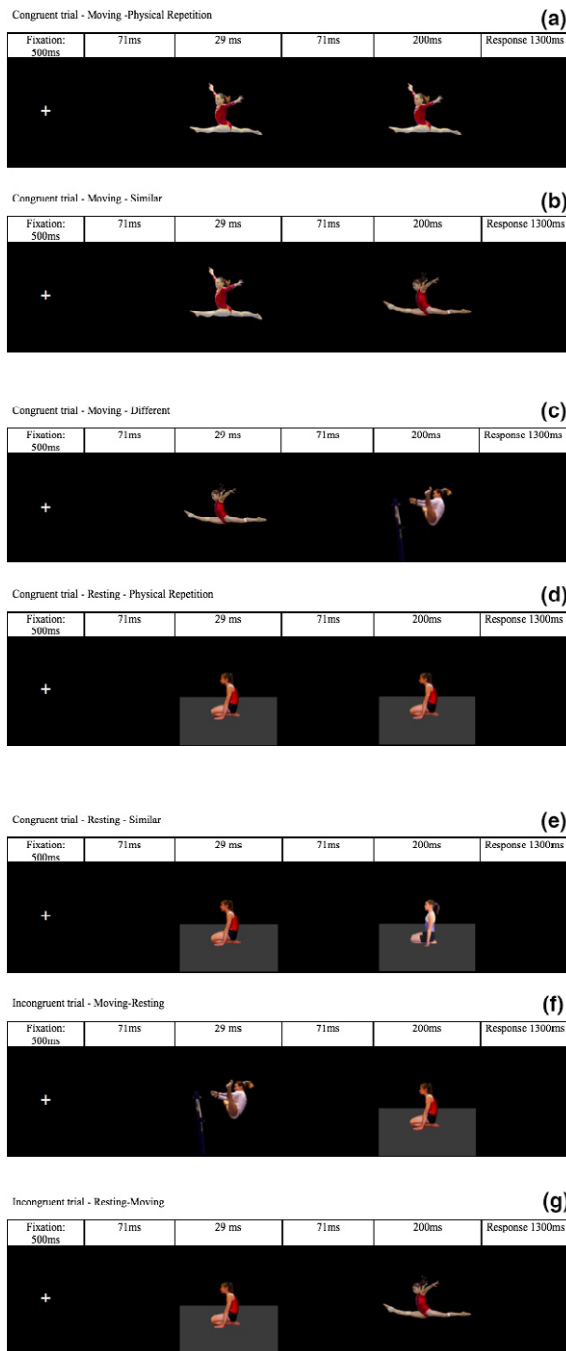 Congruent trial - Moving -Physical Repetition (a)
Fixation: 71ms 29 ms 71ms 200ms Response 1300ms
500ms
+
Congruent trial - Moving - Similar (b)
Fixation: 71ms 29 ms 71ms 200ms Response 1300ms
500ms
+
Congruent trial - Moving - Different (c)
Fixation: 71ms 29 ms 71ms 200ms Response 1300ms
500ms
+
Congruent trial - Resting - Physical Repetition (d)
Fixation: 71ms 29 ms 71ms 200ms Response 1300ms
500ms
+
Congruent trial - Resting - Similar (e)
Fixation: 71ms 29 ms 71ms 200ms Response 1300ms
500ms
+
Incongruent trial - Moving-Resting (f)
Fixation: 71ms 29 ms 71ms 200ms Response 1300ms
500ms
+
Incongruent trial - Resting-Moving (g)
Fixation: 71ms 29 ms 71ms 200ms Response 1300ms
500ms
+